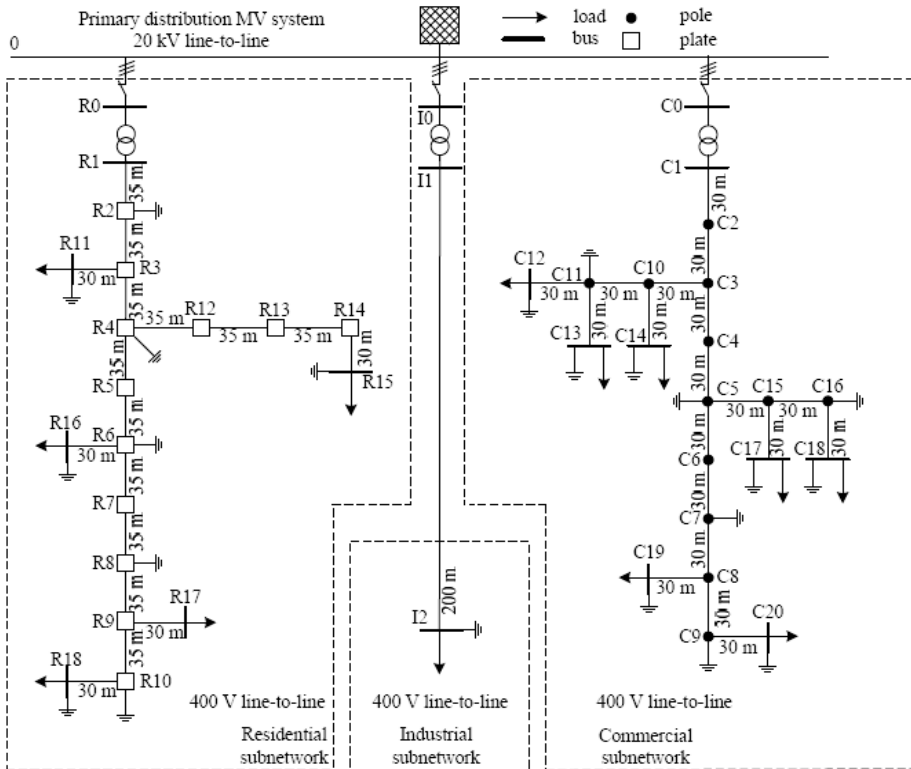 Primary distribution MV system
20 kV line-to-line
0
load
pole
bus
plate
R0
R1
35 m
R2
35 m
R11
30 m
R3
35 m
R4
35 m
R12
35 m
R13
35 m
R14
30 m
R15
35 m
R5
35 m
R16
30 m
R6
35 m
R7
35 m
R8
35 m
R9
R17
30 m
35 m
R18
30 m
R10
400 V line-to-line
Residential
subnetwork
I0
I1
200 m
I2
400 V line-to-line
Industrial
subnetwork
C0
C1
30 m
C2
30 m
C12
30 m
C11
30 m
C10
30 m
C3
30 m
C13
30 m
C14
30 m
C4
30 m
C5
30 m
C15
30 m
C16
30 m
C17
30 m
C18
30 m
C6
30 m
C7
30 m
C19
30 m
C8
30 m
C9
30 m
C20
400 V line-to-line
Commercial
subnetwork